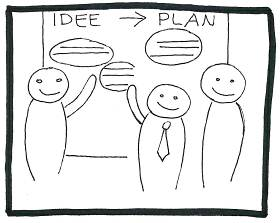 IDEE → PLAN